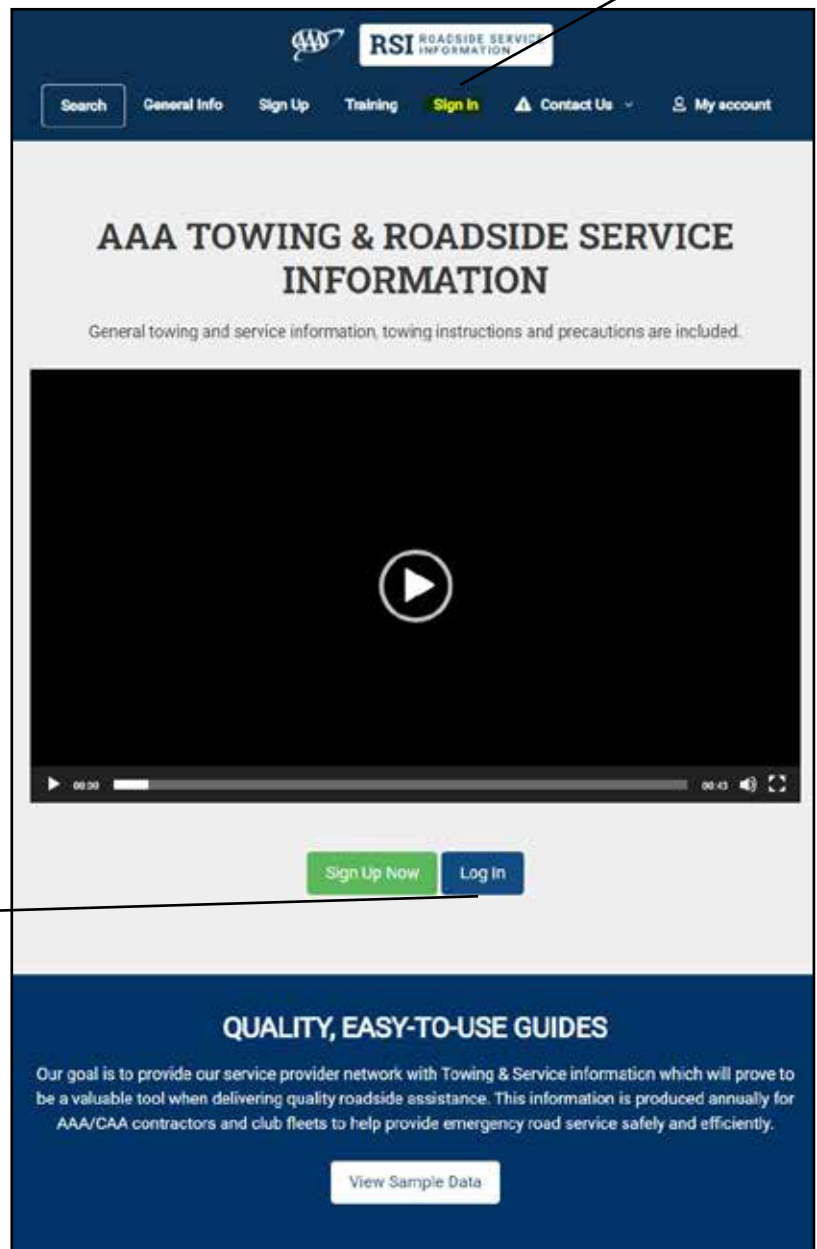 AAA RSI ROADSIDE SERVICE
INFORMATION
Search General Info Sign Up Training Sign In Contact Us My account
AAA TOWING & ROADSIDE SERVICE
INFORMATION
General towing and service information, towing instructions and precautions are included.
00:43
Sign Up Now Log In
QUALITY, EASY-TO-USE GUIDES
Our goal is to provide our service provider network with Towing & Service information which will prove to
be a valuable tool when delivering quality roadside assistance. This information is produced annually for
AAA/CAA contractors and club fleets to help provide emergency road service safely and efficiently.
View Sample Data